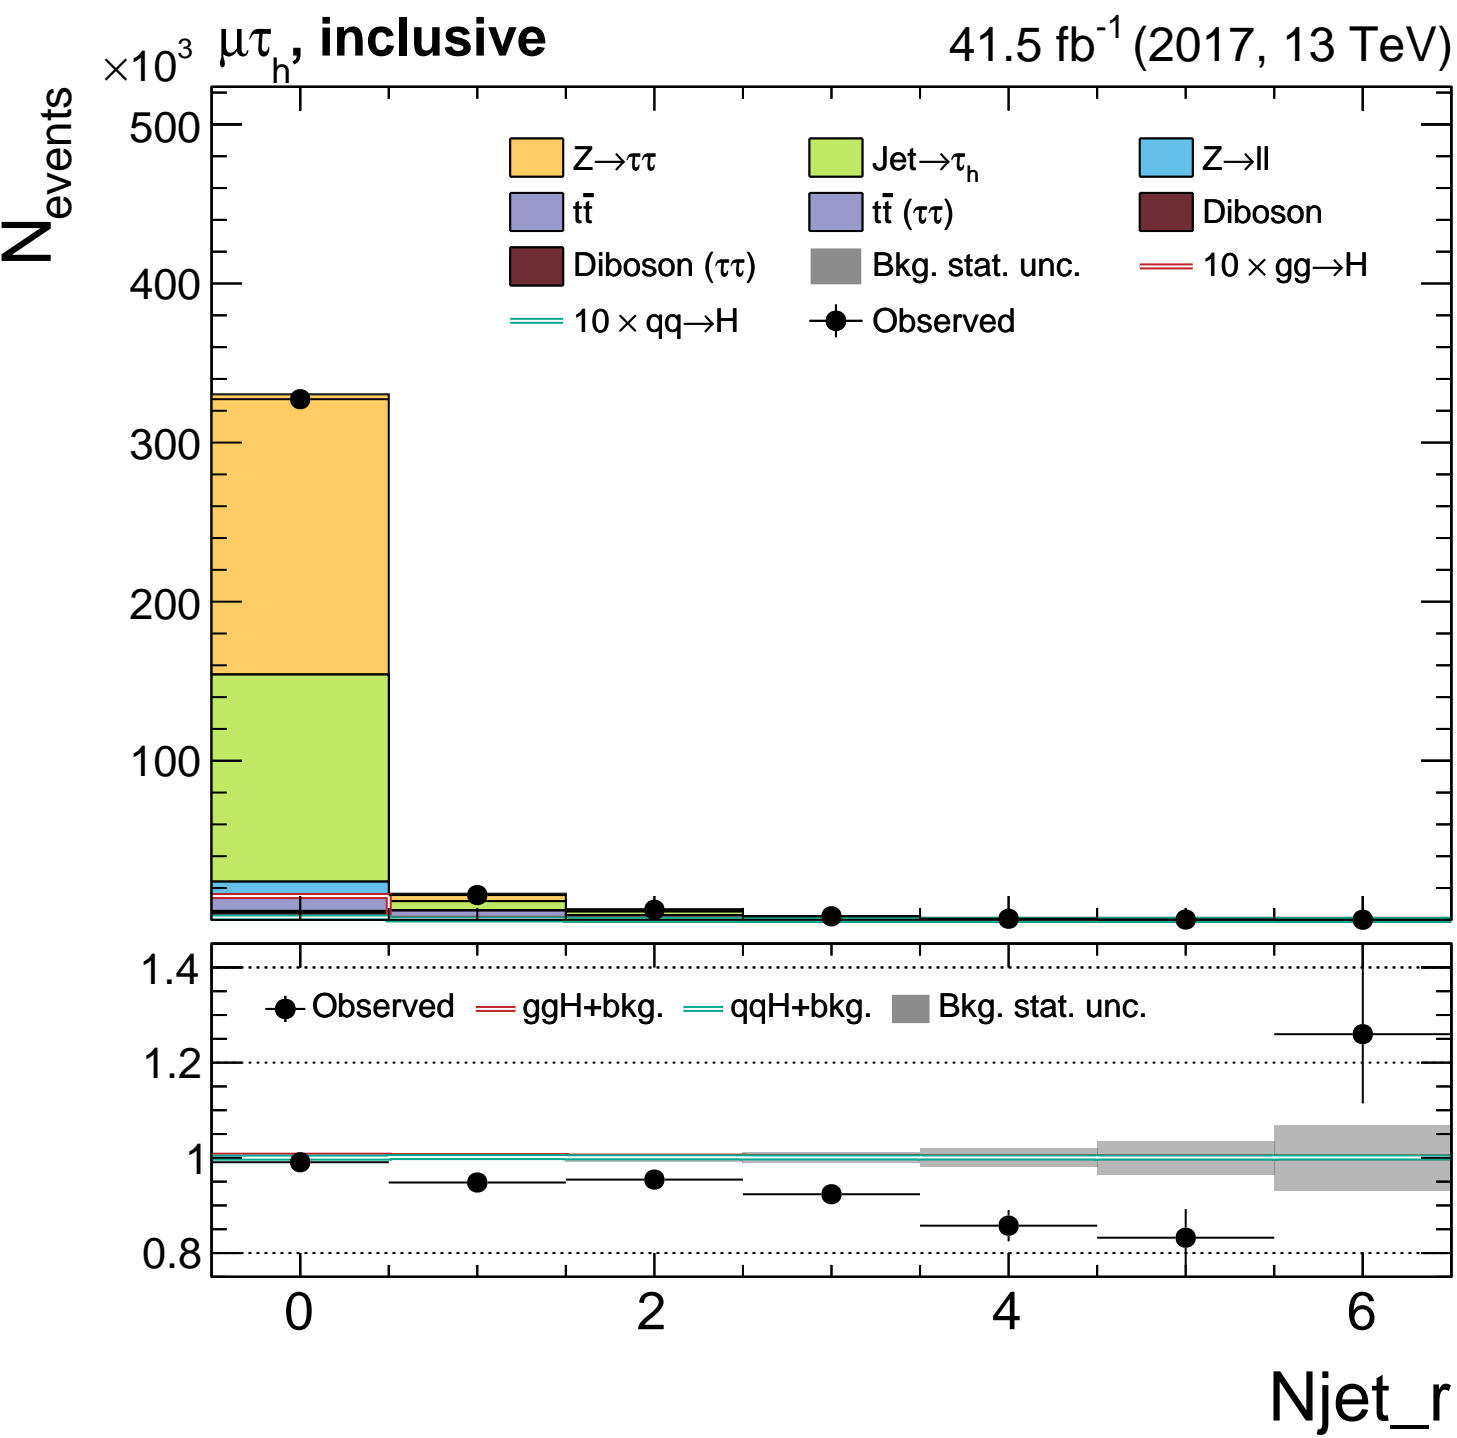 μτh, inclusive
41.5 fb-1 (2017, 13 TeV)
×10³
Nevents
500
400
300
200
100
Z→ττ Jet→τh Z→ll
tt̄ tt̄ (ττ) Diboson
Diboson (ττ) Bkg. stat. unc. 10 × gg→H
10 × qq→H Observed
1.4
1.2
1
0.8
Observed ggH+bkg. qqH+bkg. Bkg. stat. unc.
0 2 4 6
Njet_r